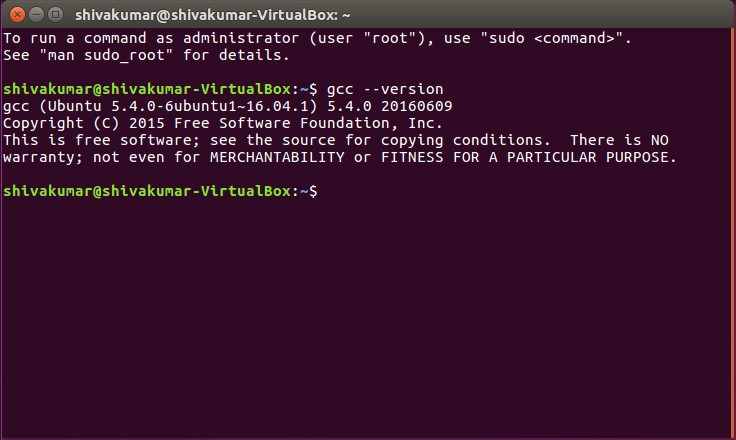 shivakumar@shivakumar-VirtualBox: ~
To run a command as administrator (user "root"), use "sudo <command>".
See "man sudo_root" for details.
shivakumar@shivakumar-VirtualBox:~$ gcc --version
gcc (Ubuntu 5.4.0-6ubuntu1~16.04.1) 5.4.0 20160609
Copyright (C) 2015 Free Software Foundation, Inc.
This is free software; see the source for copying conditions.  There is NO
warranty; not even for MERCHANTABILITY or FITNESS FOR A PARTICULAR PURPOSE.
shivakumar@shivakumar-VirtualBox:~$